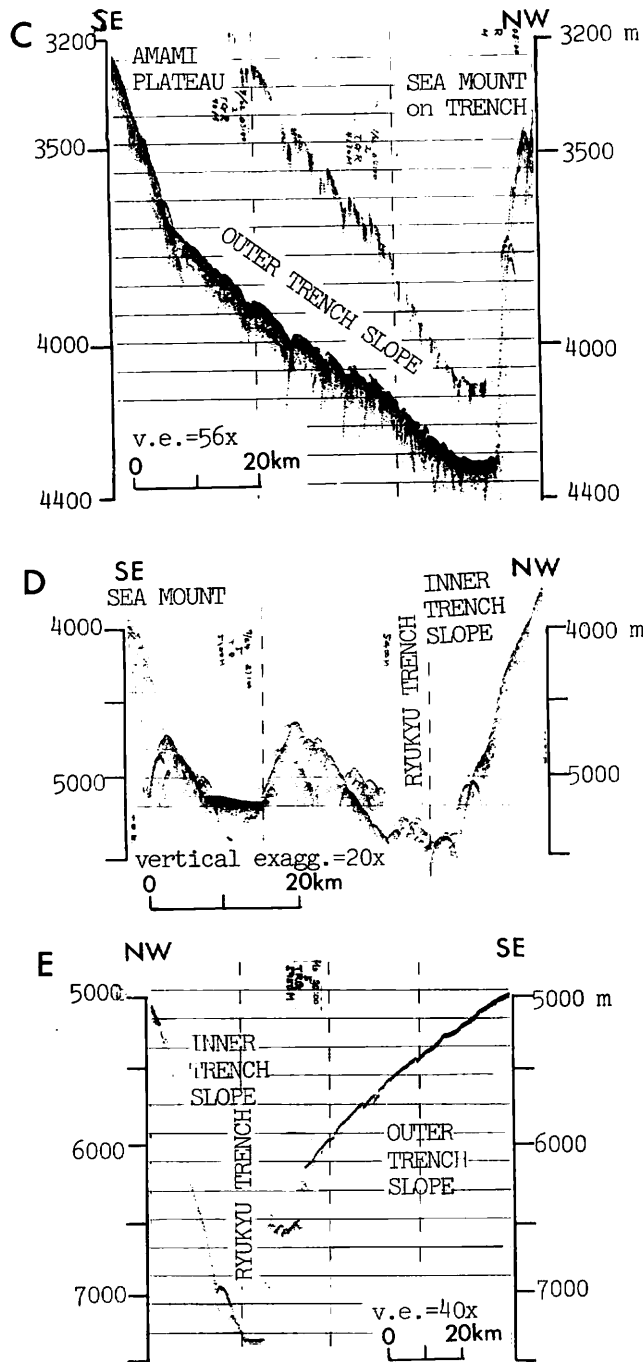 C
SE
NW
3200
3200 m
AMAMI
PLATEAU
SEA MOUNT
on TRENCH
3500
3500
OUTER TRENCH SLOPE
4000
4000
v.e.=56x
0 20km
4400
4400
D
SE
SEA MOUNT
INNER NW
TRENCH
SLOPE
4000
4000 m
RYUKYU TRENCH
5000
5000
vertical exagg.=20x
0 20km
E
NW
SE
5000
5000 m
INNER
TRENCH
SLOPE
RYUKYU TRENCH
OUTER
TRENCH
SLOPE
6000
6000
7000
7000
v.e.=40x
0 20km